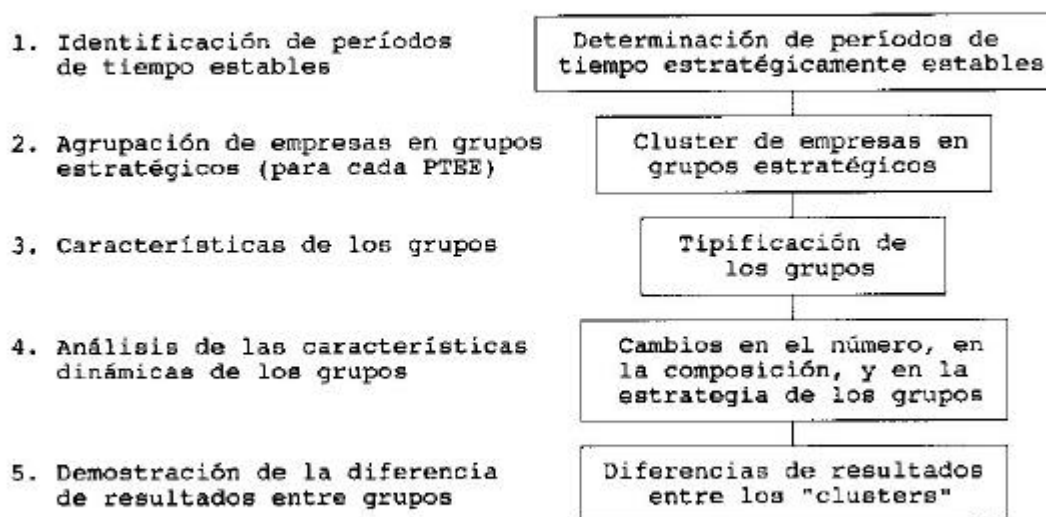 1. Identificación de períodos
de tiempo estables
Determinación de períodos de
tiempo estratégicamente estables
2. Agrupación de empresas en grupos
estratégicos (para cada PTEE)
Cluster de empresas en
grupos estratégicos
3. Características de los grupos
Tipificación de
los grupos
4. Análisis de las características
dinámicas de los grupos
Cambios en el número, en
la composición, y en la
estrategia de los grupos
5. Demostración de la diferencia
de resultados entre grupos
Diferencias de resultados
entre los "clusters"